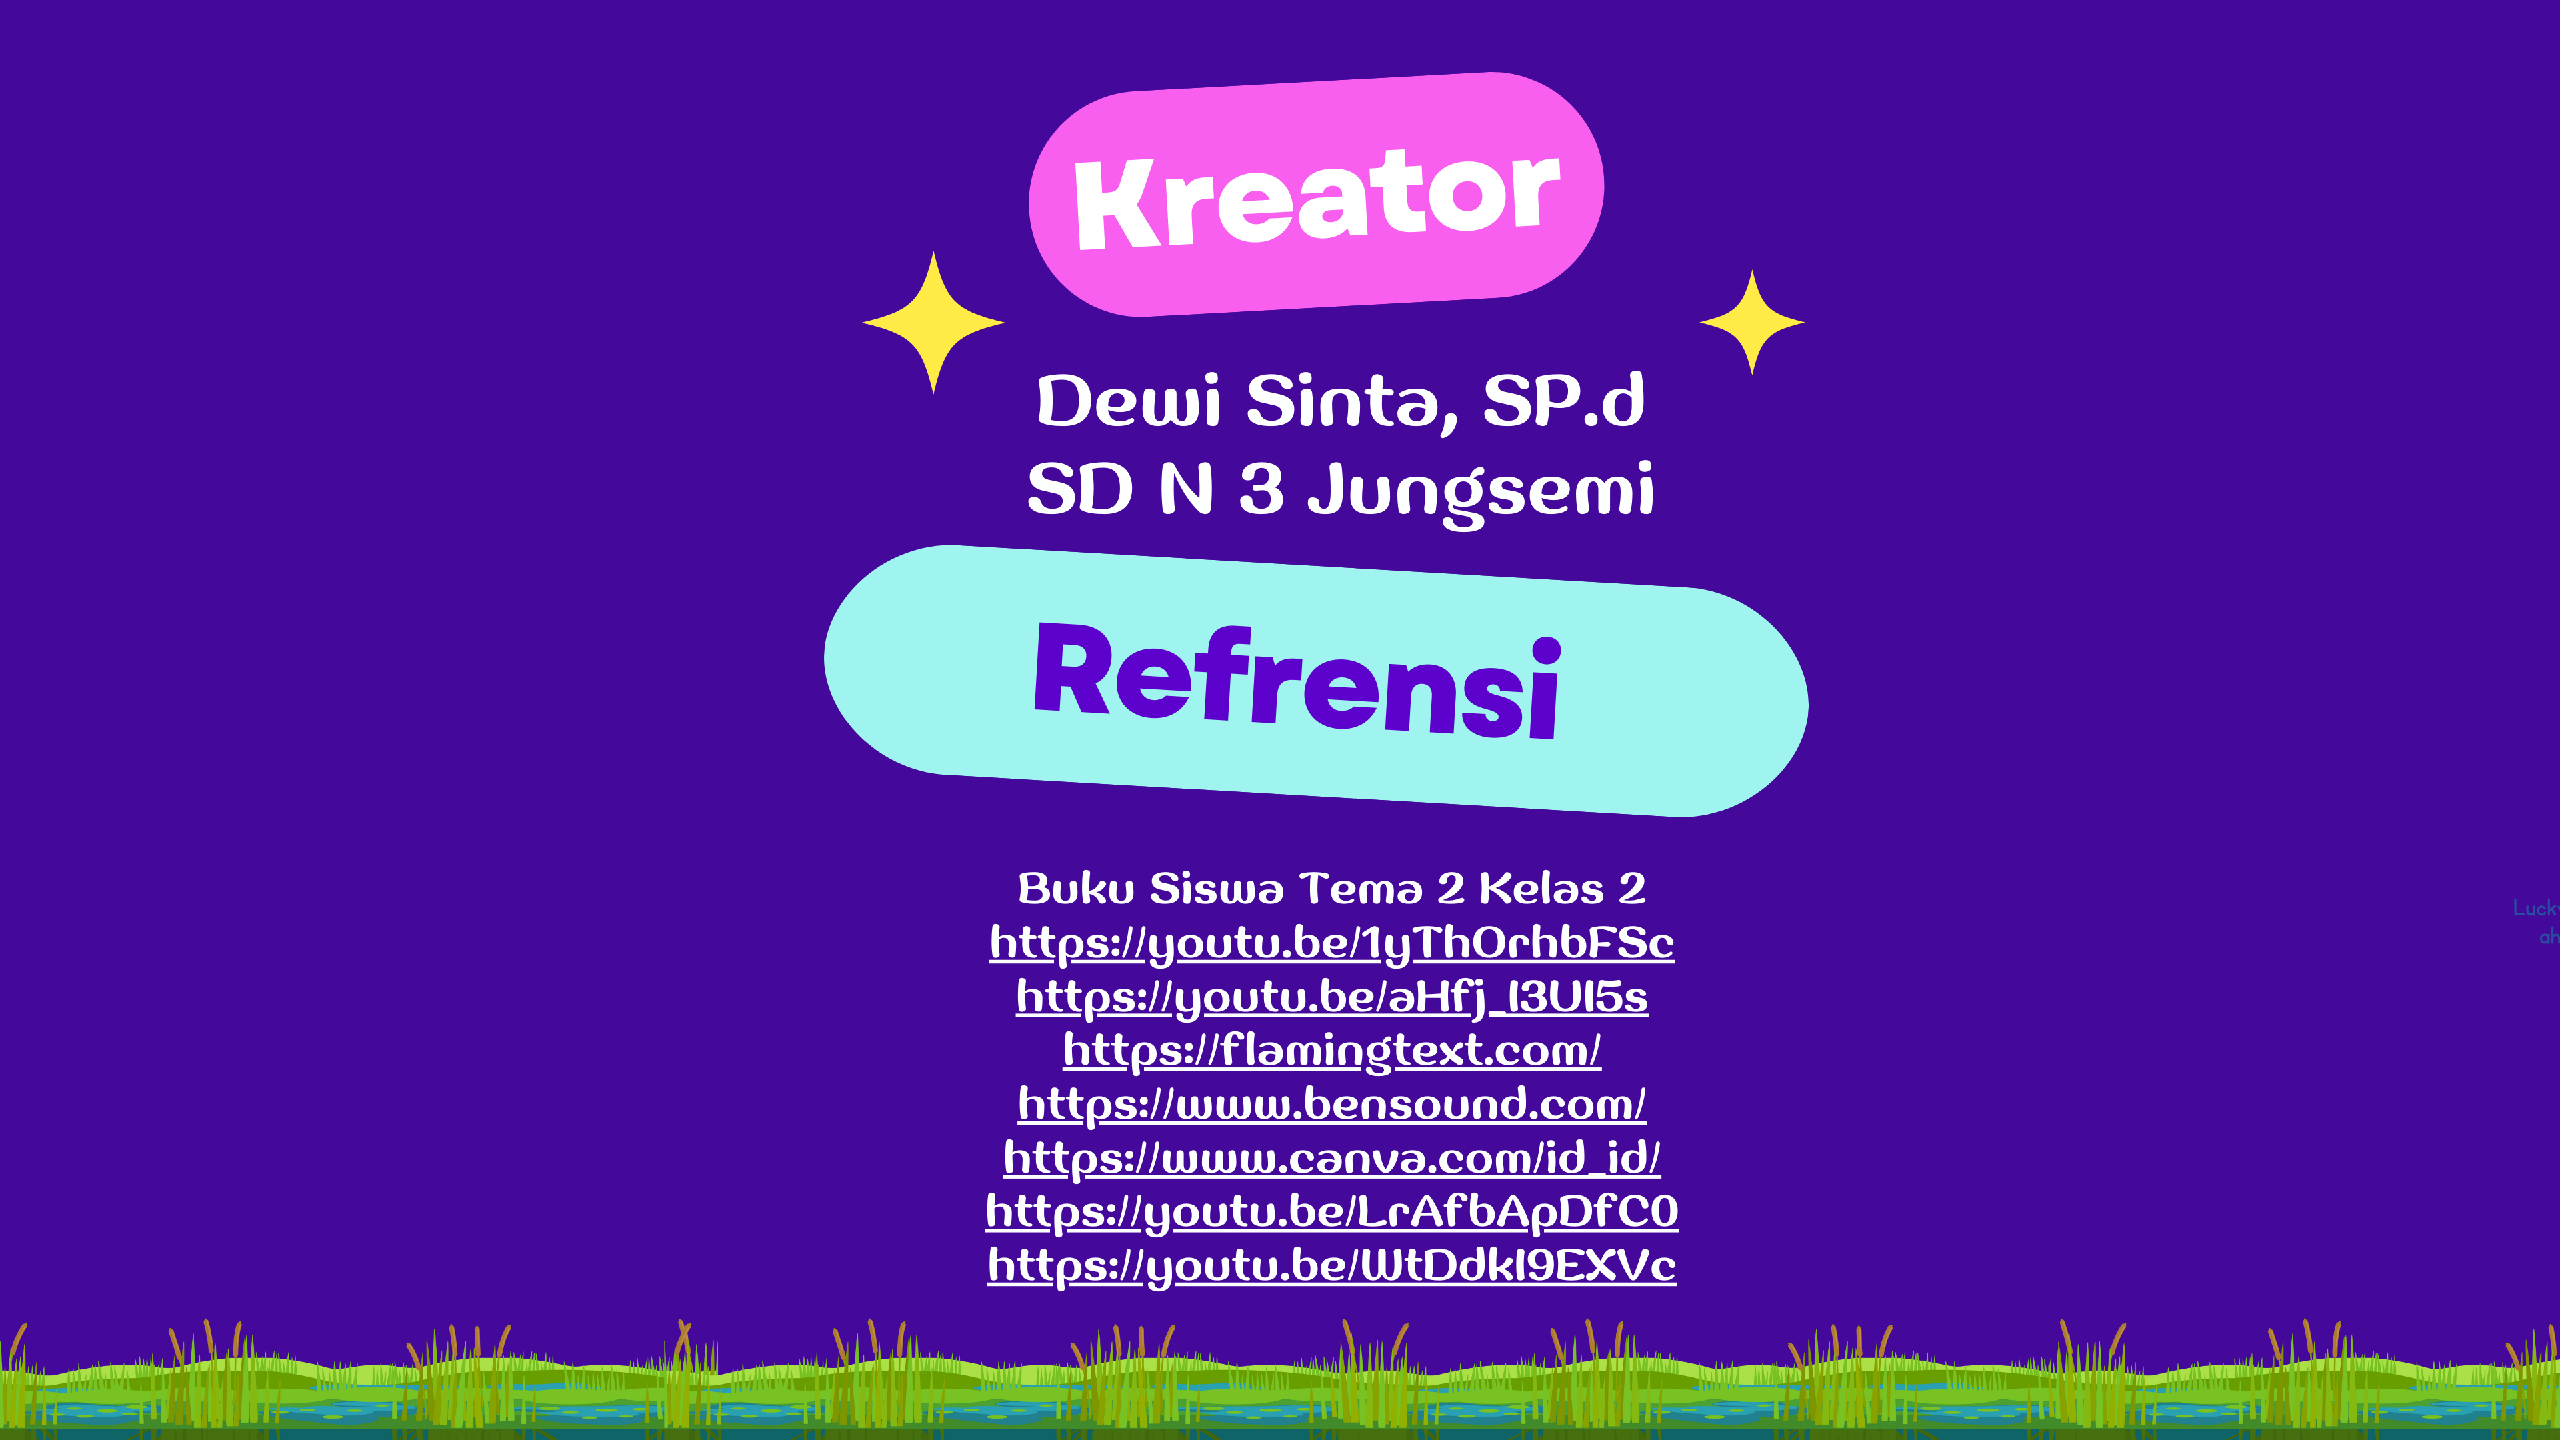 Kreator
Dewi Sinta, SP.d
SD N 3 Jungsemi
Refrensi
Buku Siswa Tema 2 Kelas 2
https://youtu.be/1yThOrhbFSc
https://youtu.be/aHfj_l3Ul5s
https://flamingtext.com/
https://www.bensound.com/
https://www.canva.com/id_id/
https://youtu.be/LrAfbApDfC0
https://youtu.be/WtDdkl9EXVc